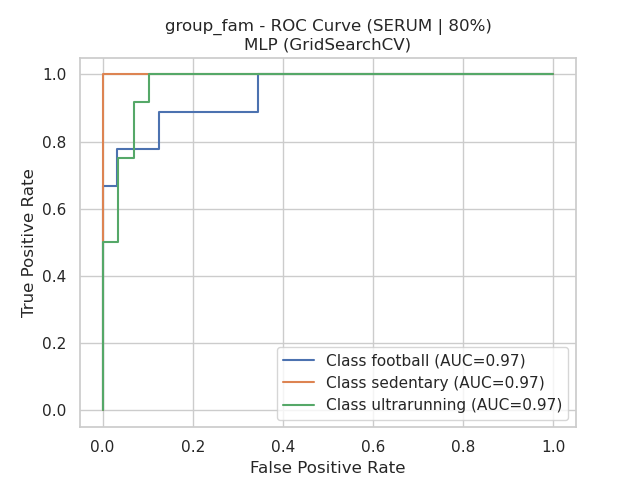 group_fam - ROC Curve (SERUM | 80%)
MLP (GridSearchCV)
True Positive Rate
1.0
0.8
0.6
0.4
0.2
0.0
Class football (AUC=0.97)
Class sedentary (AUC=0.97)
Class ultrarunning (AUC=0.97)
0.0 0.2 0.4 0.6 0.8 1.0
False Positive Rate